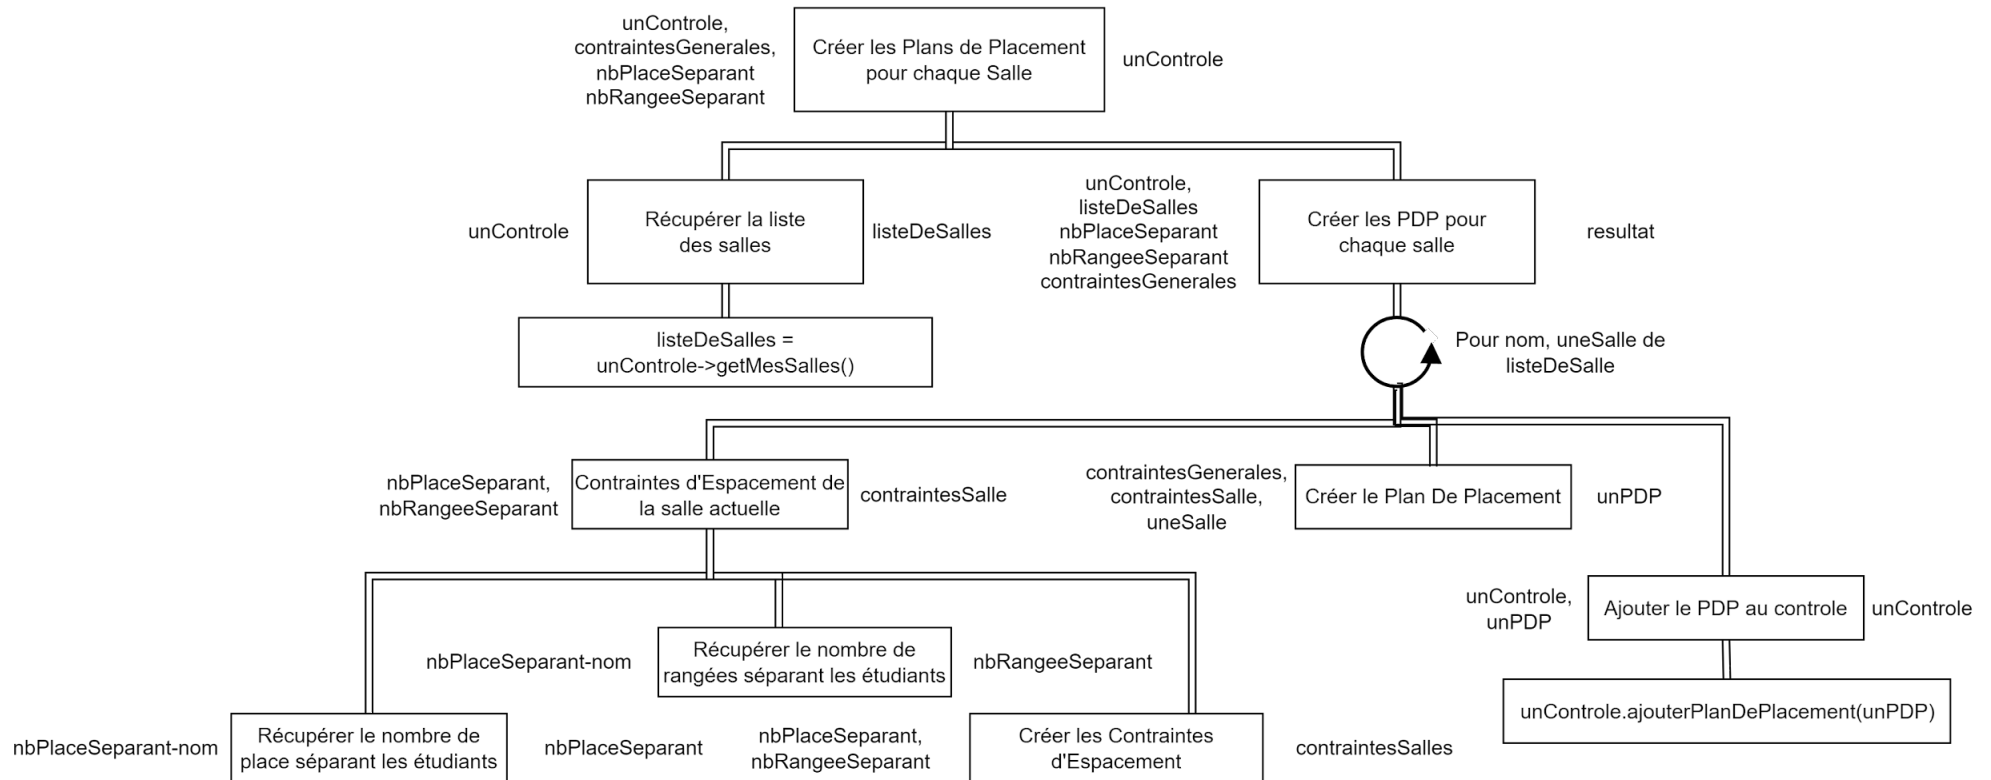 unControle,
contraintesGenerales,
nbPlaceSeparant
nbRangeeSeparant
Créer les Plans de Placement
pour chaque Salle
unControle
unControle
Récupérer la liste
des salles
listeDeSalles
unControle,
listeDeSalles
nbPlaceSeparant
nbRangeeSeparant
contraintesGenerales
Créer les PDP pour
chaque salle
resultat
listeDeSalles =
unControle->getMesSalles()
Pour nom, uneSalle de
listeDeSalle
nbPlaceSeparant,
nbRangeeSeparant
Contraintes d'Espacement de
la salle actuelle
contraintesSalle
contraintesGenerales,
contraintesSalle,
uneSalle
Créer le Plan De Placement
unPDP
unControle,
unPDP
Ajouter le PDP au controle
unControle
nbPlaceSeparant-nom
Récupérer le nombre de
rangées séparant les étudiants
nbRangeeSeparant
unControle.ajouterPlanDePlacement(unPDP)
nbPlaceSeparant-nom
Récupérer le nombre de
place séparant les étudiants
nbPlaceSeparant
nbPlaceSeparant,
nbRangeeSeparant
Créer les Contraintes
d'Espacement
contraintesSalles